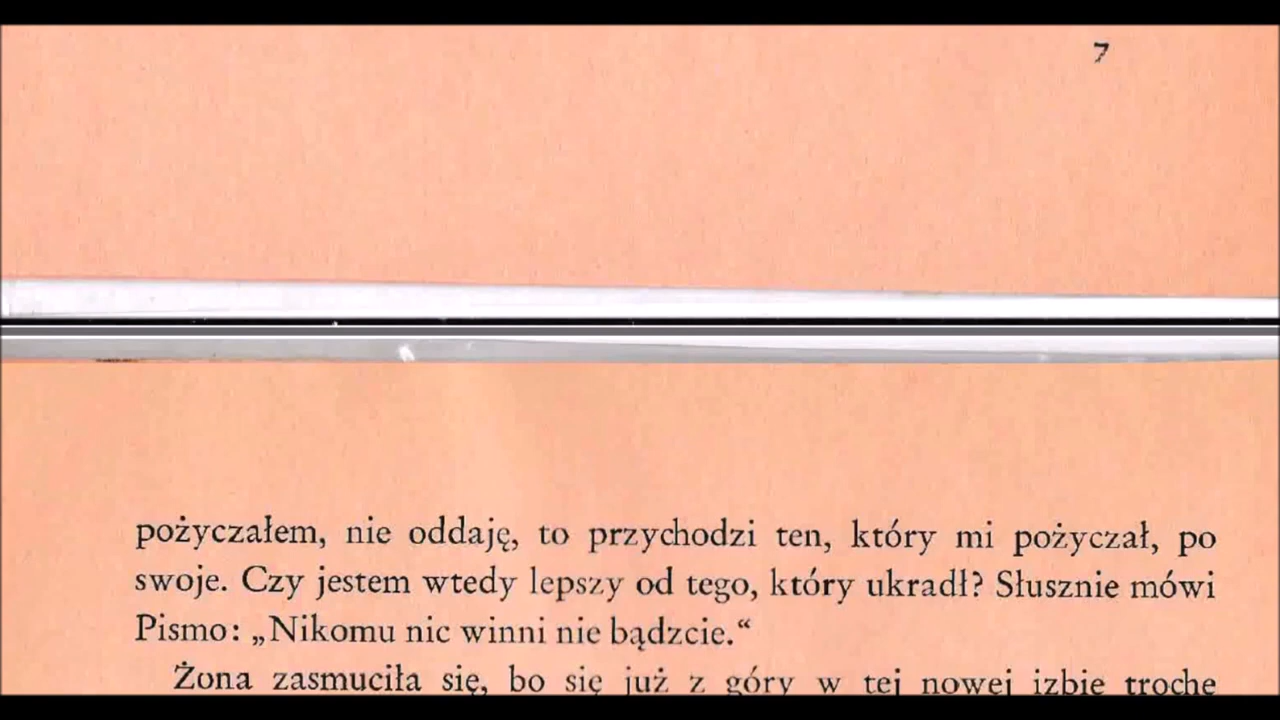 7
pożyczałem, nie oddaję, to przychodzi ten, który mi pożyczał, po
swoje. Czy jestem wtedy lepszy od tego, który ukradł? Słusznie mówi
Pismo: „Nikomu nic winni nie bądzcie.“
Żona zasmuciła się, bo się już z góry w tej nowej izbie trochę